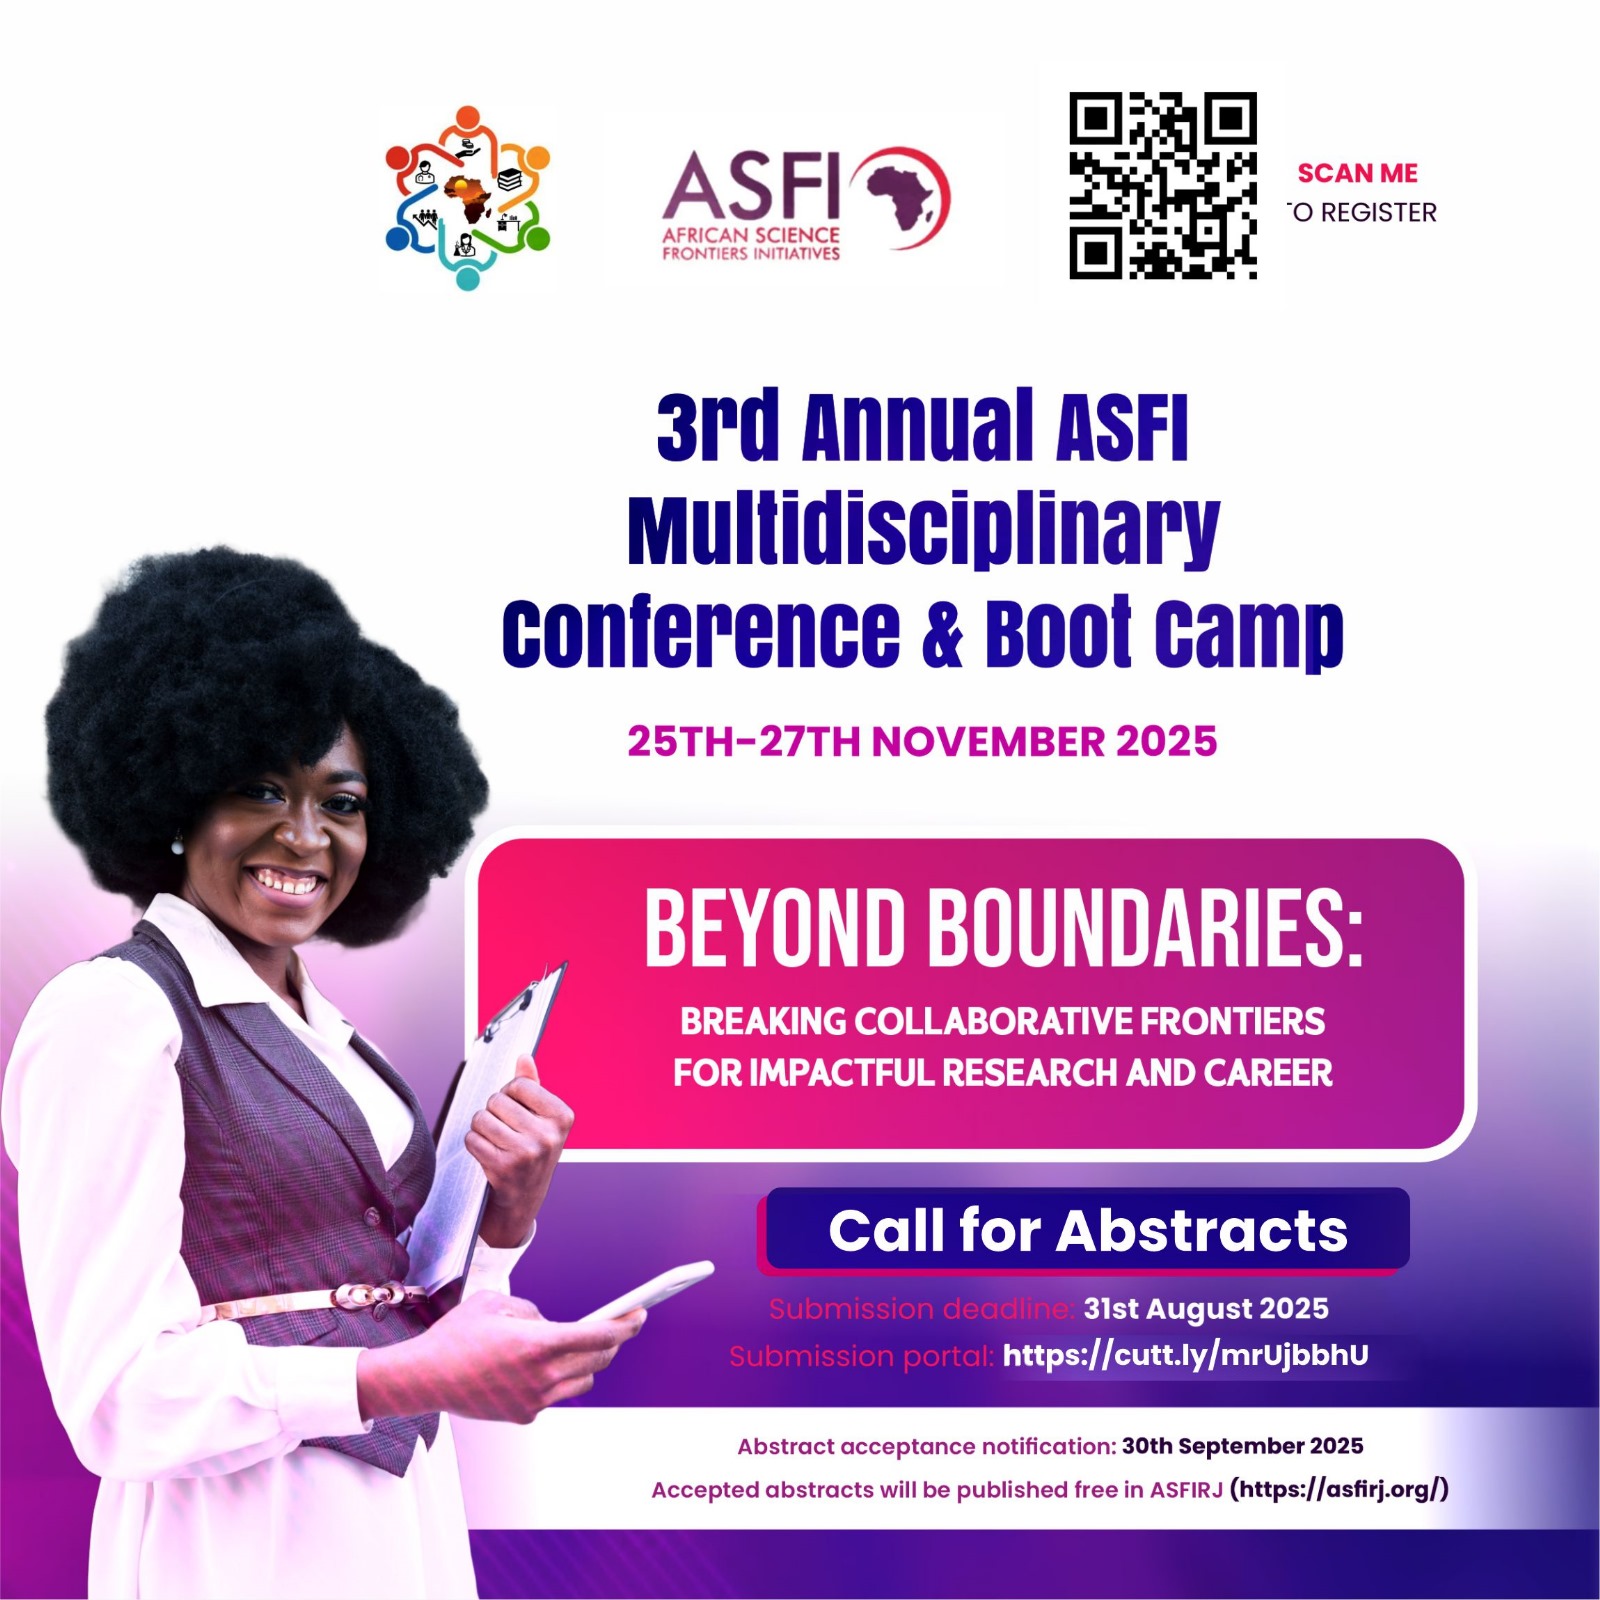 ASFI
AFRICAN SCIENCE
FRONTIERS INITIATIVES
SCAN ME
TO REGISTER
3rd Annual ASFI
Multidisciplinary
Conference & Boot Camp
25TH-27TH NOVEMBER 2025
BEYOND BOUNDARIES:
BREAKING COLLABORATIVE FRONTIERS
FOR IMPACTFUL RESEARCH AND CAREER
Call for Abstracts
Submission deadline: 31st August 2025
Submission portal: https://cutt.ly/mrUjbbhU
Abstract acceptance notification: 30th September 2025
Accepted abstracts will be published free in ASFIRJ (https://asfirj.org/)